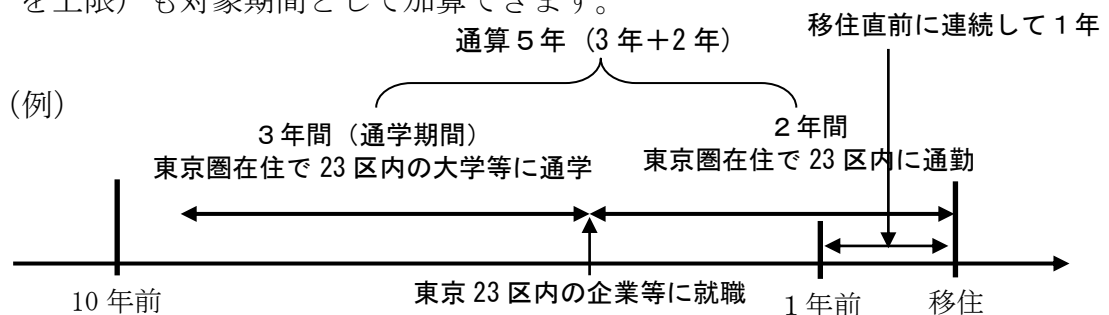 を上限）も対象期間として加算できます。
移住直前に連続して１年
通算５年（3 年＋2 年）
（例）
３年間（通学期間）
東京圏在住で 23 区内の大学等に通学
２年間
東京圏在住で 23 区内に通勤
10 年前
東京 23 区内の企業等に就職
１年前
移住